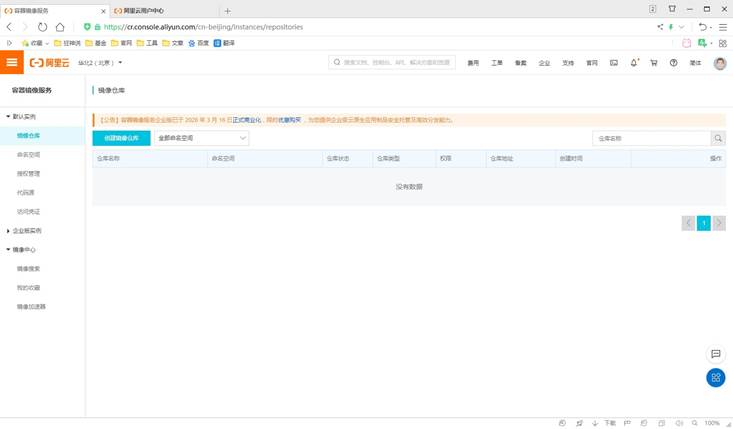 容器镜像服务 阿里云用户中心
https://cr.console.aliyun.com/cn-beijing/instances/repositories
收藏 狂神说 基金 官网 工具 文章 百度 翻译
阿里云 华北2（北京） 搜索文档、控制台、API、解决方案和资源 费用 工单 备案 企业 支持 官网 简体
容器镜像服务
镜像仓库
默认实例
镜像仓库
命名空间
授权管理
代码源
访问凭证
企业版实例
镜像中心
镜像搜索
我的收藏
镜像加速器
【公告】容器镜像服务企业版已于 2020 年 3 月 16 日正式商业化，限时优惠购买 ，为您提供企业级云原生应用制品安全托管及高效分发能力。
创建镜像仓库 全部命名空间 仓库名称
仓库名称 命名空间 仓库状态 仓库类型 权限 仓库地址 创建时间 操作
没有数据
1
下载 100%